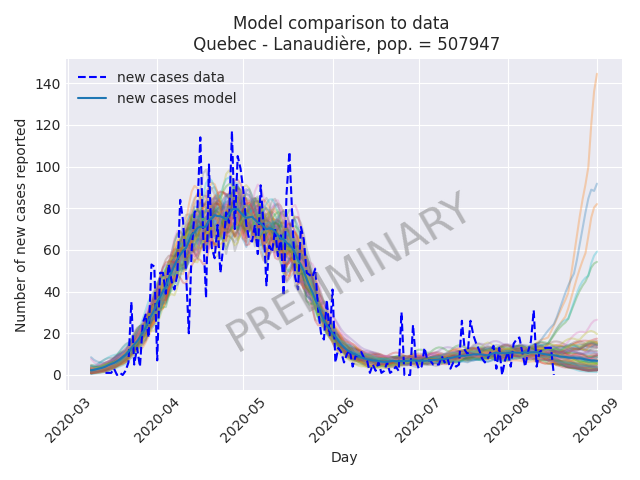 Model comparison to data
Quebec - Lanaudière, pop. = 507947
new cases data
new cases model
Number of new cases reported
140
120
100
80
60
40
20
0
PRELIMINARY
2020-03
2020-04
2020-05
2020-06
2020-07
2020-08
2020-09
Day